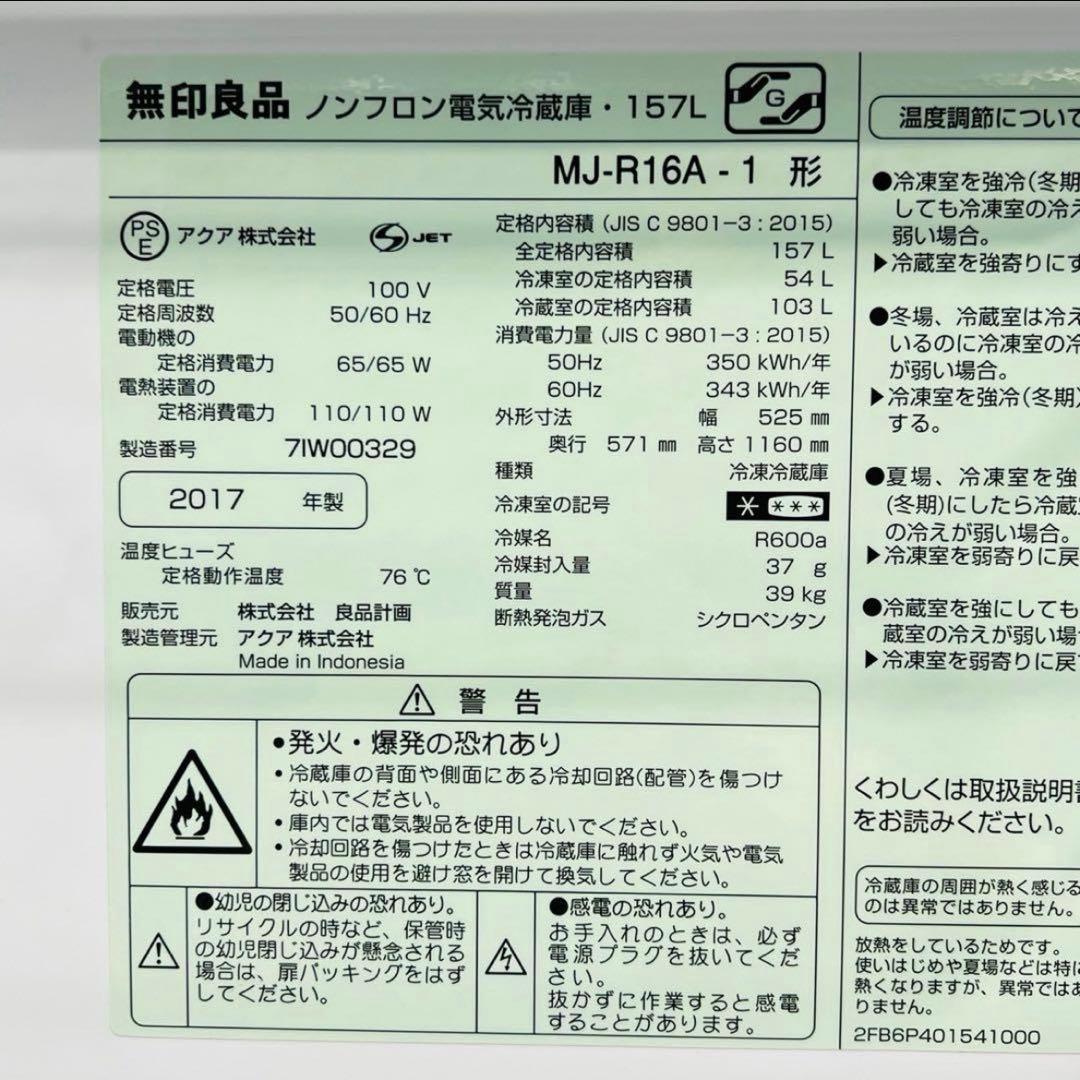 無印良品 ノンフロン電気冷蔵庫・157L G
MJ-R16A - 1 形
PSE アクア 株式会社 S JET
定格電圧 100 V
定格周波数 50/60 Hz
電動機の
定格消費電力 65/65 W
電熱装置の
定格消費電力 110/110 W
製造番号 7IW00329
2017 年製
温度ヒューズ
定格動作温度 76 ℃
販売元 株式会社 良品計画
製造管理元 アクア 株式会社
Made in Indonesia
定格内容積 (JIS C 9801-3 : 2015)
全定格内容積 157 L
冷凍室の定格内容積 54 L
冷蔵室の定格内容積 103 L
消費電力量 (JIS C 9801-3 : 2015)
50Hz 350 kWh/年
60Hz 343 kWh/年
外形寸法 幅 525 ㎜
奥行 571 ㎜ 高さ 1160 ㎜
種類 冷凍冷蔵庫
冷凍室の記号 * ***
冷媒名 R600a
冷媒封入量 37 g
質量 39 kg
断熱発泡ガス シクロペンタン
⚠ 警 告
●発火・爆発の恐れあり
・冷蔵庫の背面や側面にある冷却回路(配管)を傷つけ
ないでください。
・庫内では電気製品を使用しないでください。
・冷却回路を傷つけたときは冷蔵庫に触れず火気や電気
製品の使用を避け窓を開けて換気してください。
●幼児の閉じ込みの恐れあり。
リサイクルの時など、保管時
の幼児閉じ込みが懸念される
場合は、扉パッキングをはず
してください。
●感電の恐れあり。
お手入れのときは、必ず
電源プラグを抜いてくだ
さい。
抜かずに作業すると感電
することがあります。
温度調節について
●冷凍室を強冷(冬期
しても冷凍室の冷え
弱い場合。
▶冷蔵室を強寄りにす
●冬場、冷蔵室は冷え
いるのに冷凍室の冷
が弱い場合。
▶冷凍室を強冷(冬期)
する。
●夏場、冷凍室を強
(冬期)にしたら冷蔵
の冷えが弱い場合。
▶冷凍室を弱寄りに戻
●冷蔵室を強にしても
蔵室の冷えが弱い場
▶冷凍室を弱寄りに戻
くわしくは取扱説明書
をお読みください。
冷蔵庫の周囲が熱く感じる
のは異常ではありません。
放熱をしているためです。
使いはじめや夏場などは特に
熱くなりますが、異常ではあ
りません。
2FB6P401541000